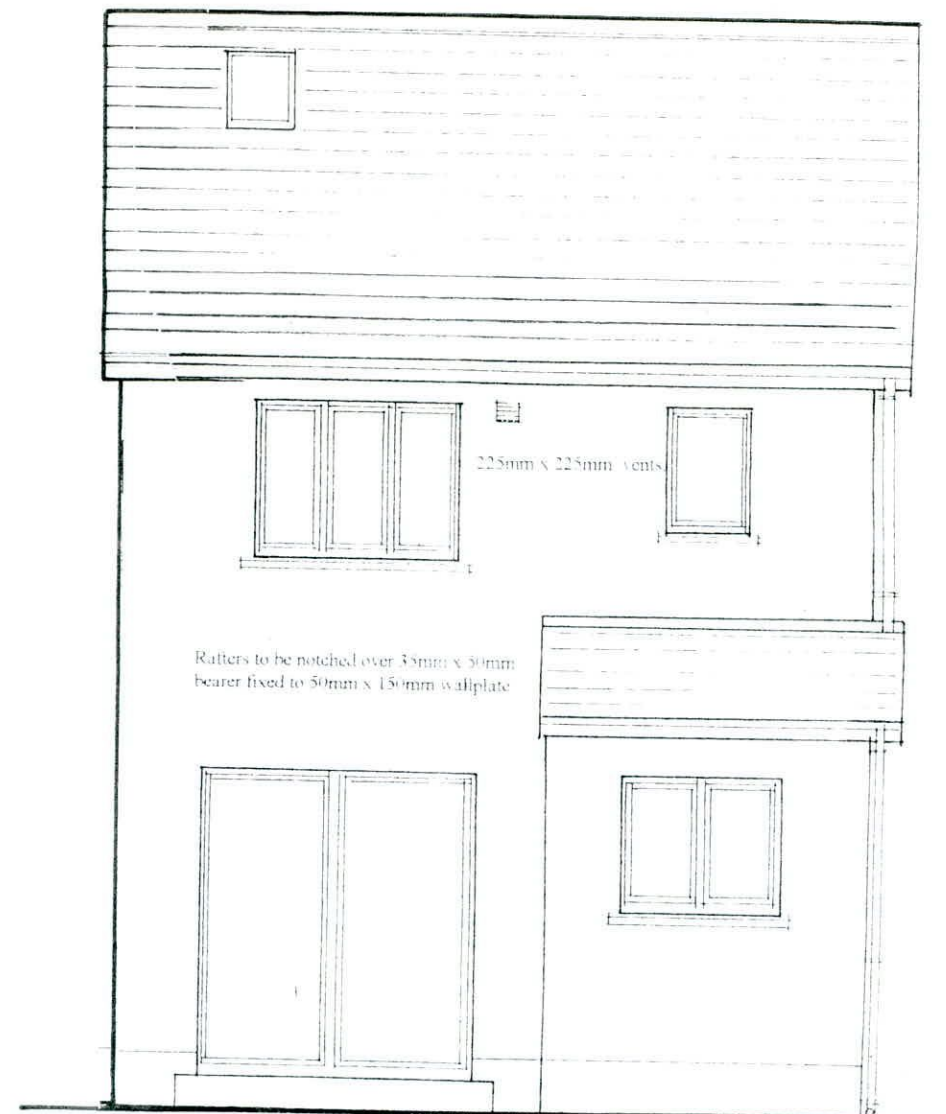 225mm x 225mm vents
Rafters to be notched over 35mm x 50mm
bearer fixed to 50mm x 150mm wallplate